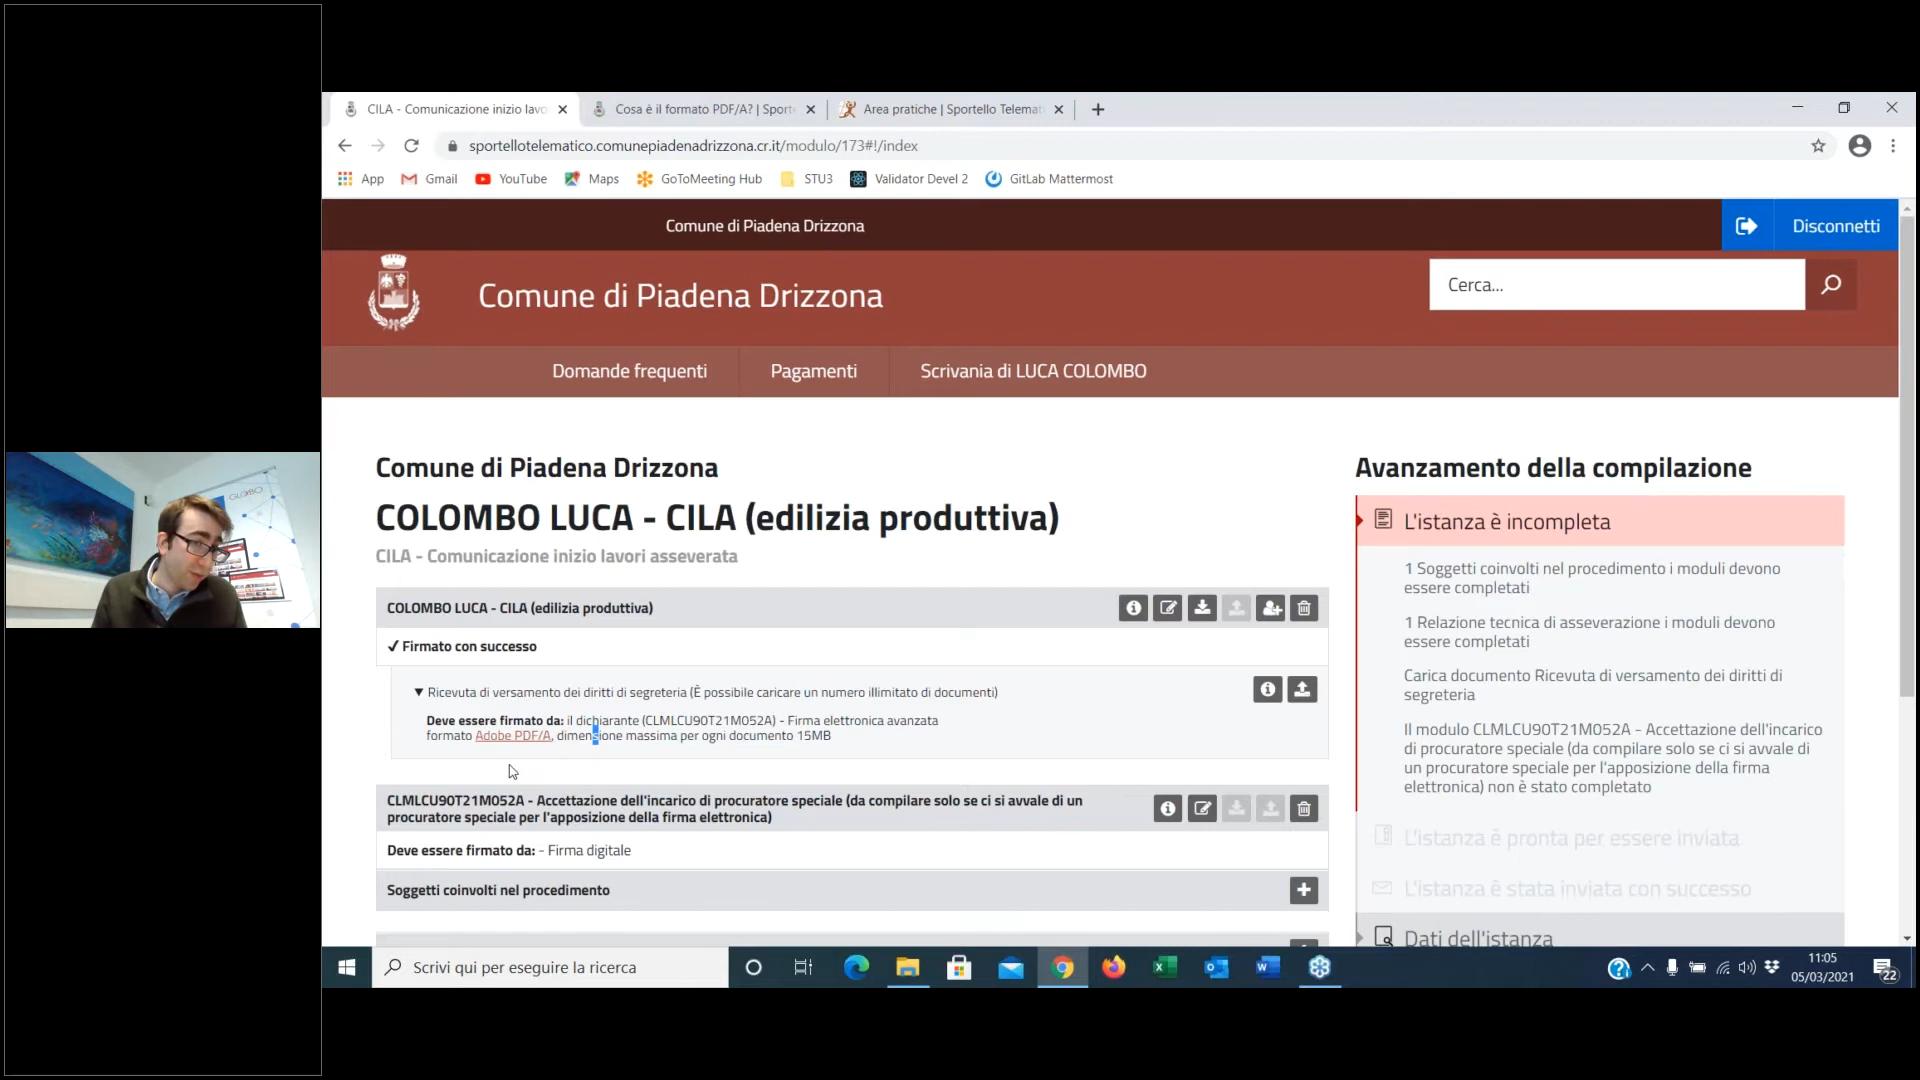 CILA - Comunicazione inizio lavo
Cosa è il formato PDF/A? | Sport
Area pratiche | Sportello Telemat
sportellotelematico.comunepiadenadrizzona.cr.it/modulo/173#!/index
App
Gmail
YouTube
Maps
GoToMeeting Hub
STU3
Validator Devel 2
GitLab Mattermost
Comune di Piadena Drizzona
Disconnetti
Comune di Piadena Drizzona
Cerca...
Domande frequenti
Pagamenti
Scrivania di LUCA COLOMBO
Comune di Piadena Drizzona
COLOMBO LUCA - CILA (edilizia produttiva)
CILA - Comunicazione inizio lavori asseverata
COLOMBO LUCA - CILA (edilizia produttiva)
✓ Firmato con successo
▼ Ricevuta di versamento dei diritti di segreteria (È possibile caricare un numero illimitato di documenti)
Deve essere firmato da: il dichiarante (CLMLCU90T21M052A) - Firma elettronica avanzata
formato Adobe PDF/A, dimensione massima per ogni documento 15MB
CLMLCU90T21M052A - Accettazione dell'incarico di procuratore speciale (da compilare solo se ci si avvale di un
procuratore speciale per l'apposizione della firma elettronica)
Deve essere firmato da: - Firma digitale
Soggetti coinvolti nel procedimento
Avanzamento della compilazione
L'istanza è incompleta
1 Soggetti coinvolti nel procedimento i moduli devono
essere completati
1 Relazione tecnica di asseverazione i moduli devono
essere completati
Carica documento Ricevuta di versamento dei diritti di
segreteria
Il modulo CLMLCU90T21M052A - Accettazione dell'incarico
di procuratore speciale (da compilare solo se ci si avvale di
un procuratore speciale per l'apposizione della firma
elettronica) non è stato completato
L'istanza è pronta per essere inviata
L'istanza è stata inviata con successo
Dati dell'istanza
Scrivi qui per eseguire la ricerca
11:05
05/03/2021
22